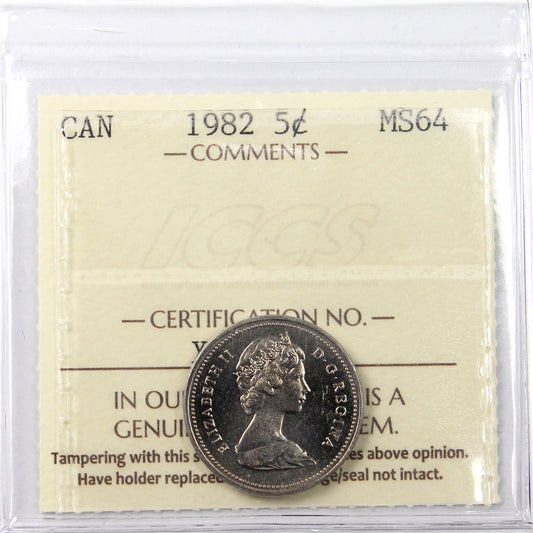 CAN 1982 5¢ MS64
— COMMENTS —
ICCS
— CERTIFICATION NO. —
IN OU IS A
GENUI EM.
Tampering with this s es above opinion.
Have holder replaced ge/seal not intact.
ELIZABETH II D·G·REGINA